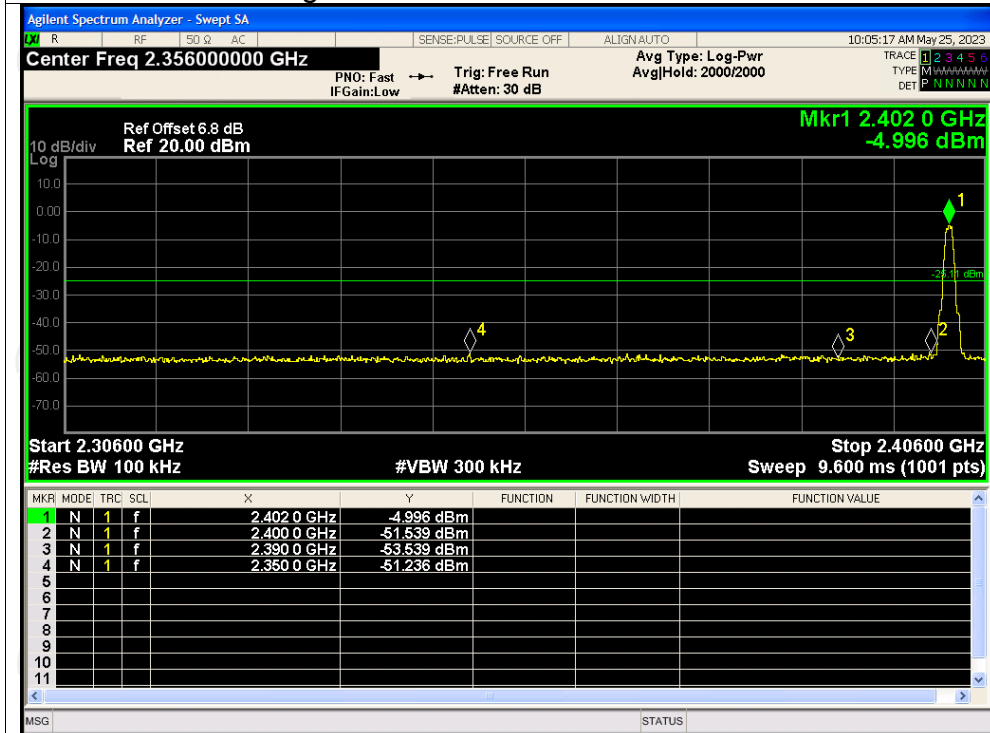 Agilent Spectrum Analyzer - Swept SA
LXI R RF 50 Ω AC SENSE:PULSE SOURCE OFF ALIGN AUTO 10:05:17 AM May 25, 2023
Center Freq 2.356000000 GHz
PNO: Fast Trig: Free Run Avg Type: Log-Pwr TRACE 1 2 3 4 5 6
IFGain:Low #Atten: 30 dB Avg|Hold: 2000/2000 TYPE M W W W W W
DET P N N N N N
Ref Offset 6.8 dB Mkr1 2.402 0 GHz
10 dB/div Ref 20.00 dBm -4.996 dBm
Log
10.0
0.00
-10.0
-20.0
-30.0
-40.0
-50.0
-60.0
-70.0
1
-25.11 dBm
4
3
2
Start 2.30600 GHz Stop 2.40600 GHz
#Res BW 100 kHz #VBW 300 kHz Sweep 9.600 ms (1001 pts)
MKR MODE TRC SCL X Y FUNCTION FUNCTION WIDTH FUNCTION VALUE
1 N 1 f 2.402 0 GHz -4.996 dBm
2 N 1 f 2.400 0 GHz -51.539 dBm
3 N 1 f 2.390 0 GHz -53.539 dBm
4 N 1 f 2.350 0 GHz -51.236 dBm
5
6
7
8
9
10
11
MSG STATUS